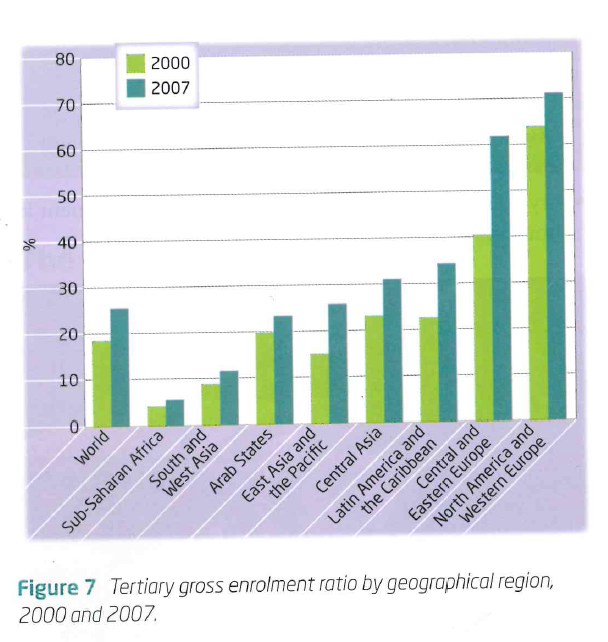 80
2000
2007
70
60
50
%
40
30
20
10
0
World
Sub-Saharan Africa
South and
West Asia
Arab States
East Asia and
the Pacific
Central Asia
Latin America and
the Caribbean
Central and
Eastern Europe
North America and
Western Europe
Figure 7 Tertiary gross enrolment ratio by geographical region,
2000 and 2007.